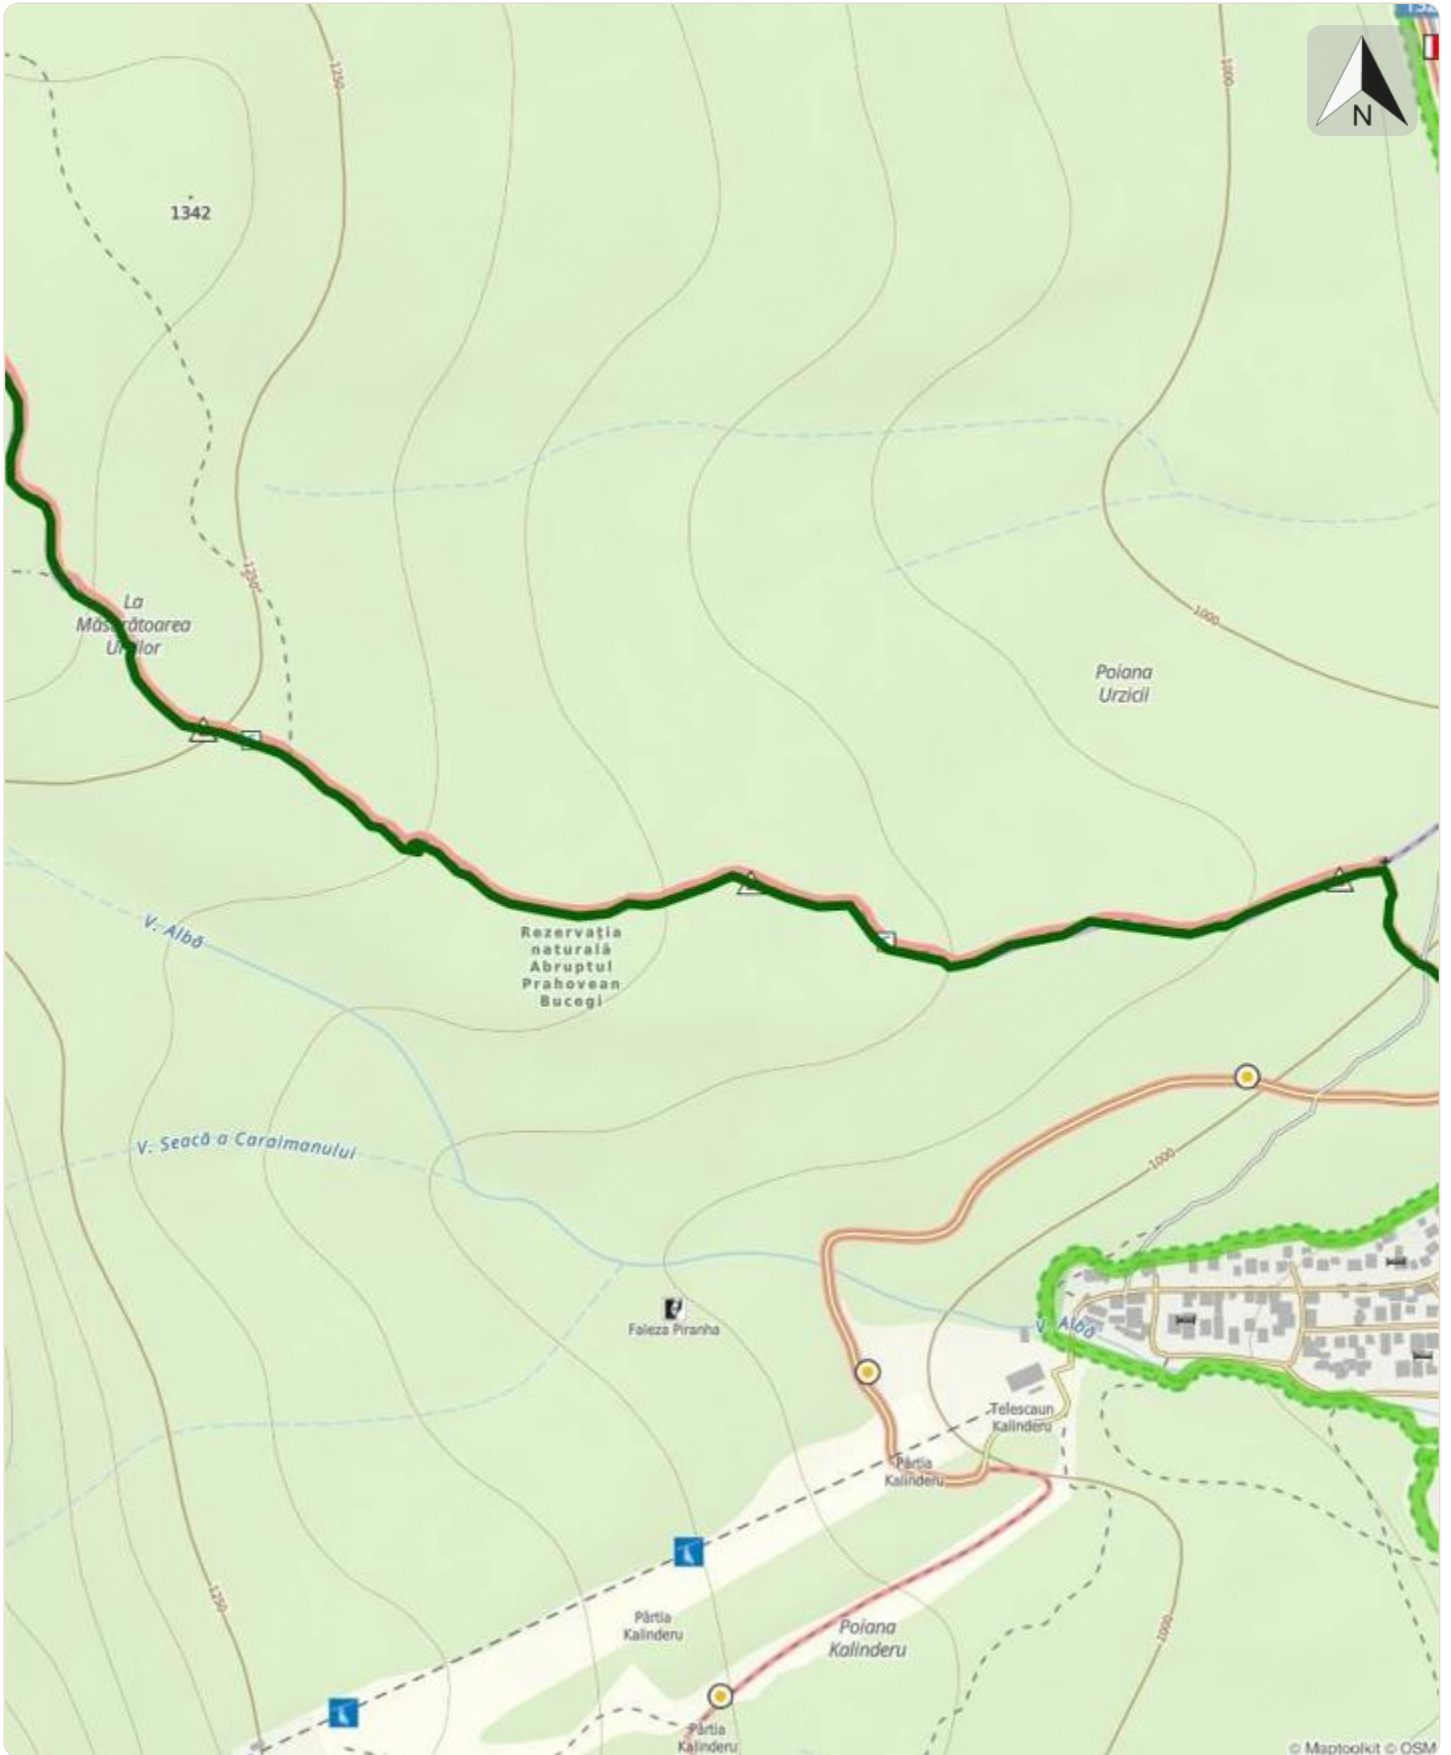 1250
1000
N
1342
1250
La
Măsurătoarea
Urșilor
1000
Poiana
Urzicii
V. Albă
Rezervația
naturală
Abruptul
Prahovean
Bucegi
V. Seacă a Caraimanului
1000
Faleza Piranha
V. Albă
Telescaun
Kalinderu
Pârtia
Kalinderu
1250
Pârtia
Kalinderu
Poiana
Kalinderu
1000
Pârtia
Kalinderu
© Maptoolkit © OSM